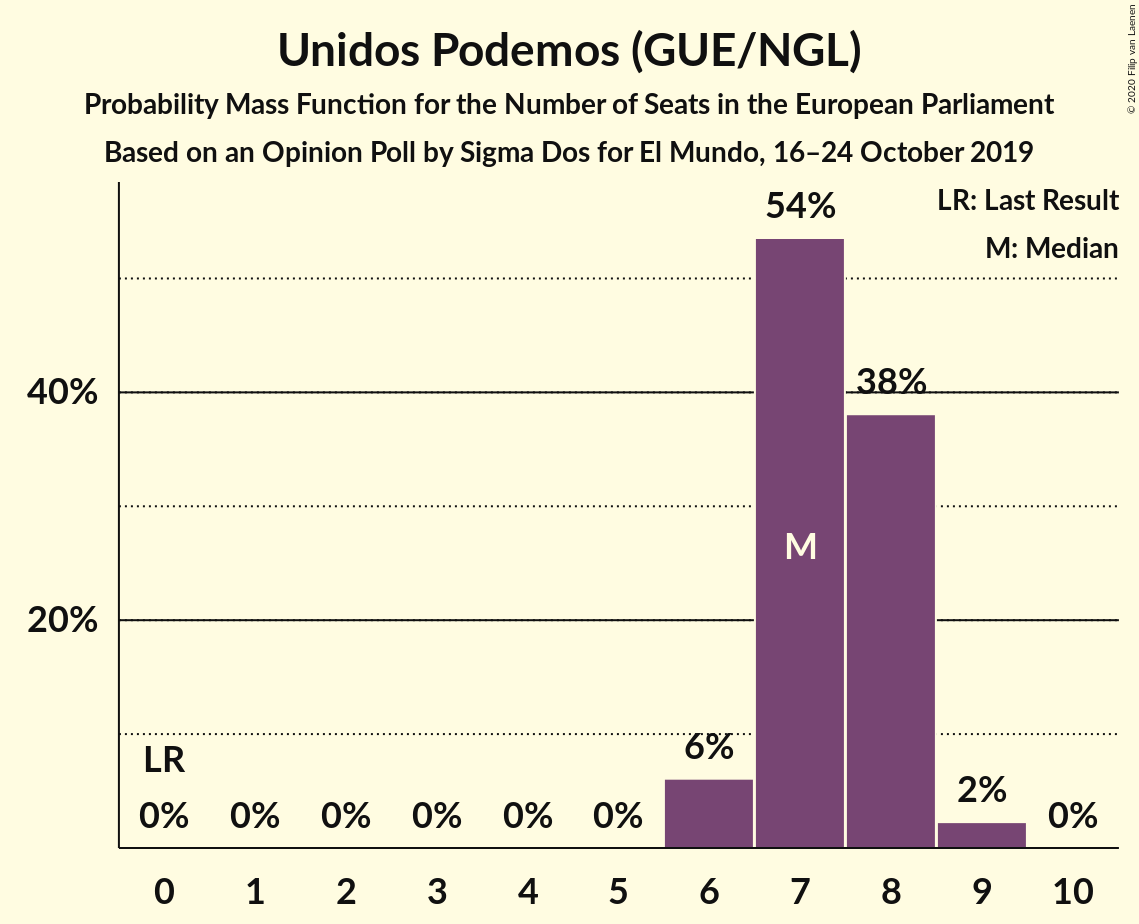 Unidos Podemos (GUE/NGL)
Probability Mass Function for the Number of Seats in the European Parliament
Based on an Opinion Poll by Sigma Dos for El Mundo, 16–24 October 2019
© 2020 Filip van Laenen
LR: Last Result
M: Median
54%
38%
40%
M
20%
6%
LR
2%
0% 0% 0% 0% 0% 0% 0%
0 1 2 3 4 5 6 7 8 9 10